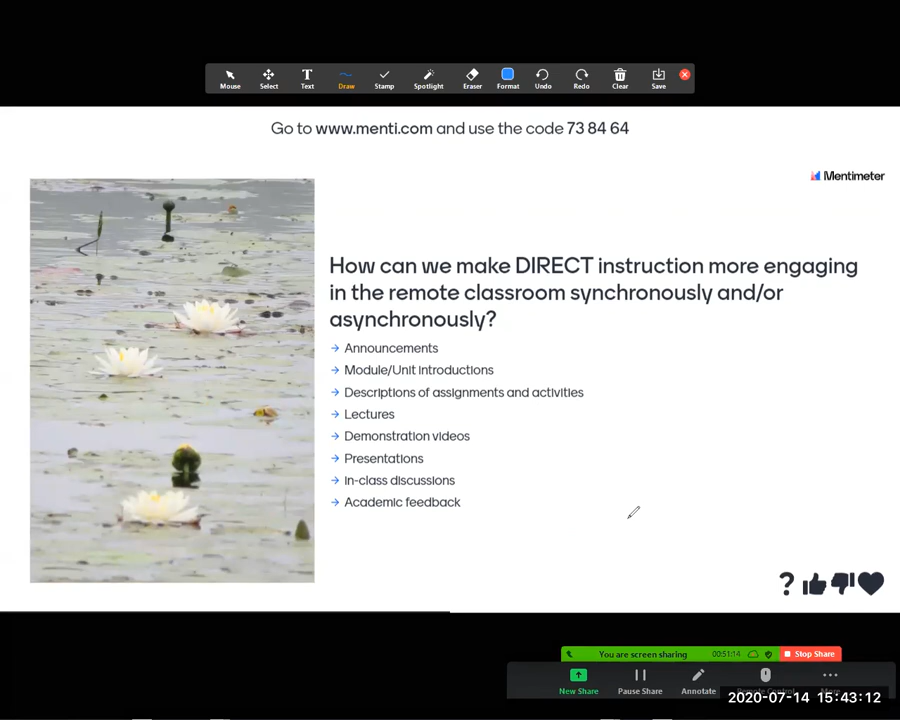 Mouse Select Text Draw Stamp Spotlight Eraser Format Undo Redo Clear Save
Go to www.menti.com and use the code 73 84 64
Mentimeter
How can we make DIRECT instruction more engaging
in the remote classroom synchronously and/or
asynchronously?
Announcements
Module/Unit introductions
Descriptions of assignments and activities
Lectures
Demonstration videos
Presentations
In-class discussions
Academic feedback
?
You are screen sharing 00:51:14 Stop Share
New Share Pause Share Annotate
2020-07-14 15:43:12